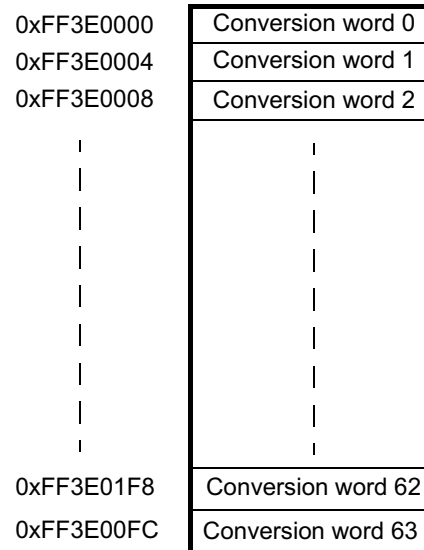 0xFF3E0000 Conversion word 0
0xFF3E0004 Conversion word 1
0xFF3E0008 Conversion word 2
0xFF3E01F8 Conversion word 62
0xFF3E00FC Conversion word 63